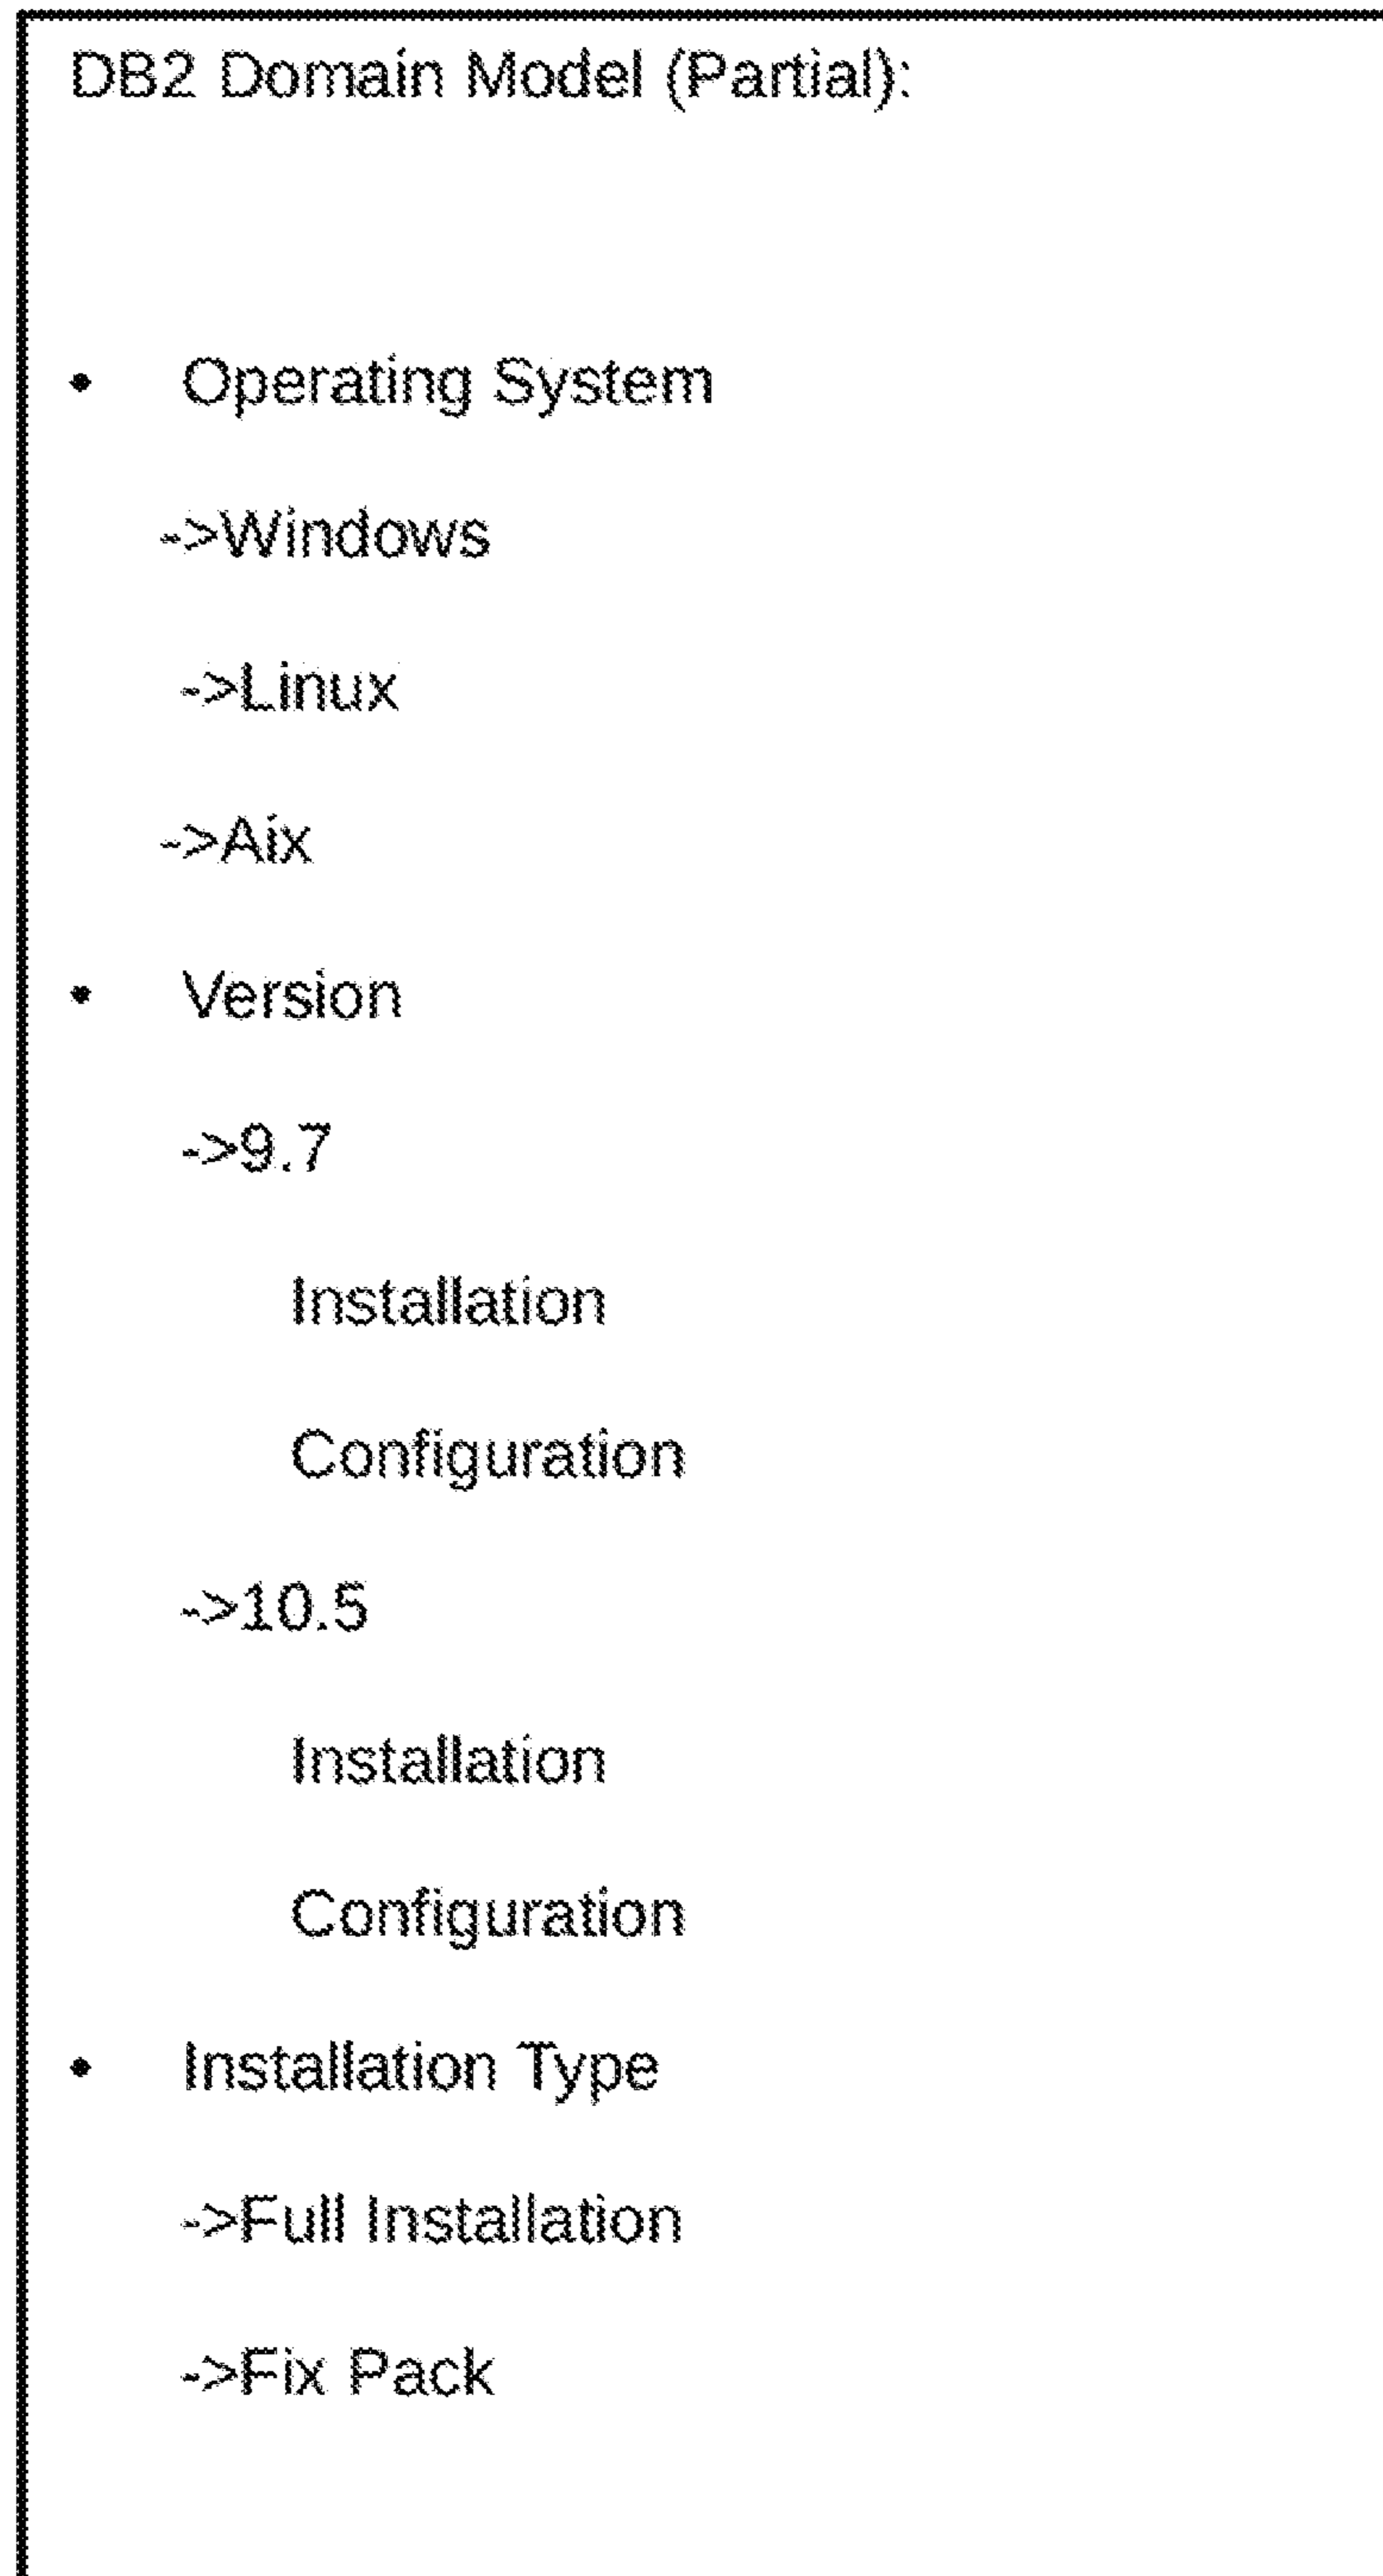 DB2 Domain Model (Partial):
• Operating System
->Windows
->Linux
->Aix
• Version
->9.7
Installation
Configuration
->10.5
Installation
Configuration
• Installation Type
->Full Installation
->Fix Pack